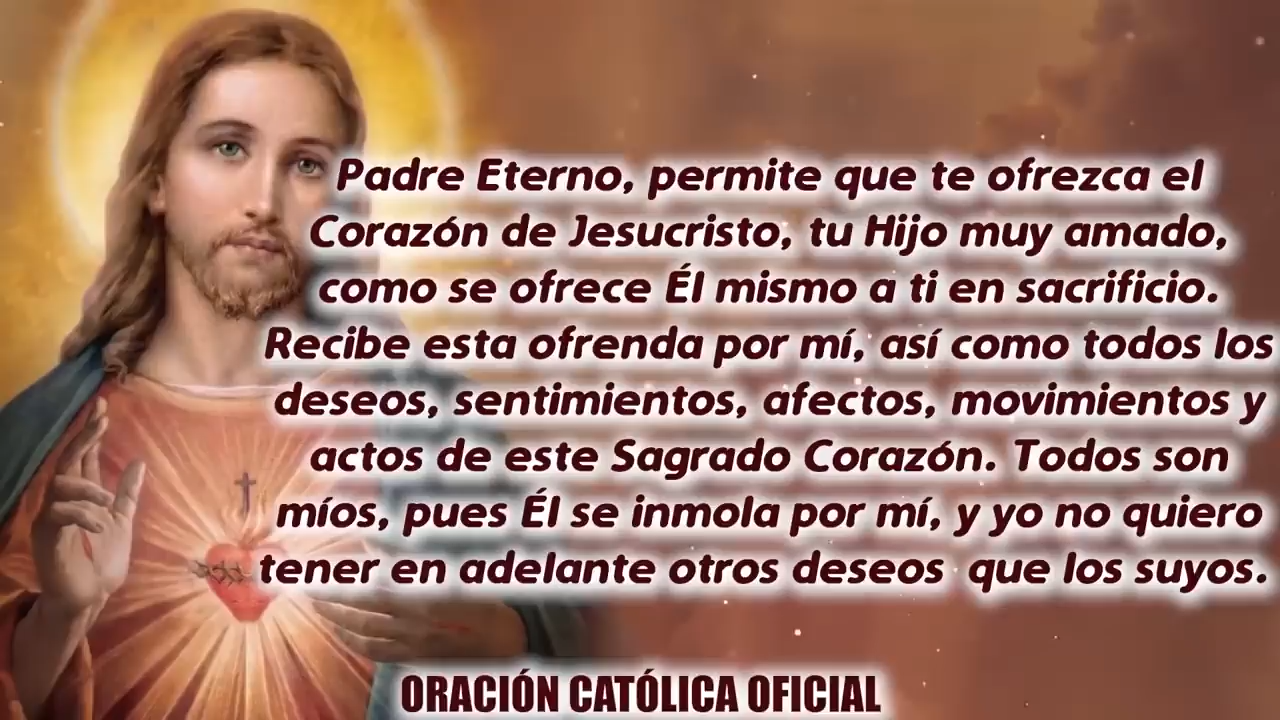 Padre Eterno, permite que te ofrezca el
Corazón de Jesucristo, tu Hijo muy amado,
como se ofrece Él mismo a ti en sacrificio.
Recibe esta ofrenda por mí, así como todos los
deseos, sentimientos, afectos, movimientos y
actos de este Sagrado Corazón. Todos son
míos, pues Él se inmola por mí, y yo no quiero
tener en adelante otros deseos que los suyos.
ORACIÓN CATÓLICA OFICIAL